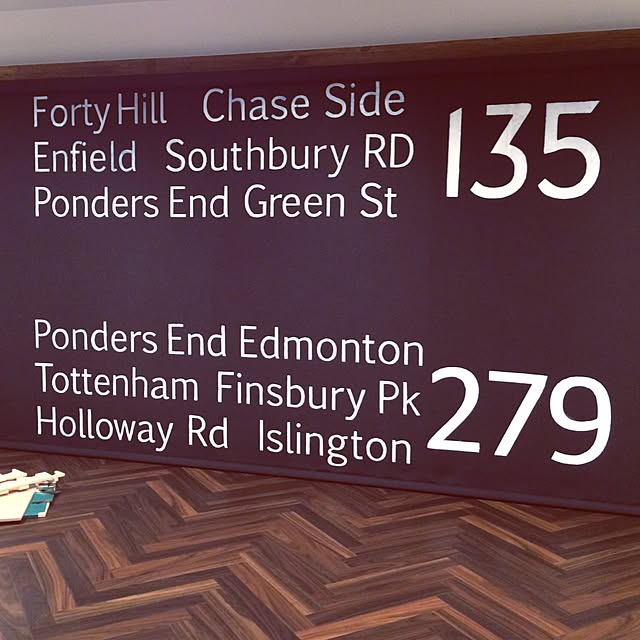 Forty Hill Chase Side
Enfield Southbury RD 135
Ponders End Green St
Ponders End Edmonton
Tottenham Finsbury Pk 279
Holloway Rd Islington